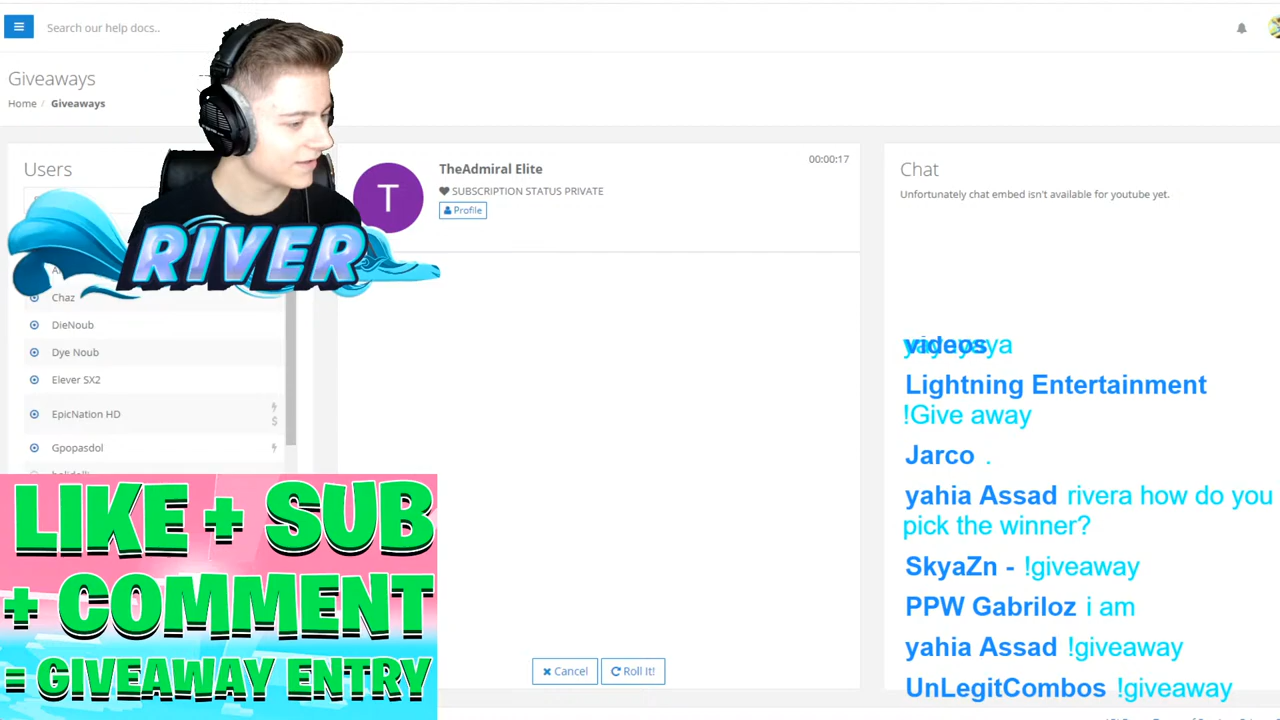 Search our help docs..
Giveaways
Home / Giveaways
Users
TheAdmiral Elite
SUBSCRIPTION STATUS PRIVATE
Profile
00:00:17
Chat
Unfortunately chat embed isn't available for youtube yet.
RIVER
Chaz
DieNoub
Dye Noub
Elever SX2
EpicNation HD
$
Gpopasdol
T
LIKE + SUB
+ COMMENT
= GIVEAWAY ENTRY
Cancel
Roll It!
videos
Lightning Entertainment
!Give away
Jarco .
yahia Assad rivera how do you
pick the winner?
SkyaZn - !giveaway
PPW Gabriloz i am
yahia Assad !giveaway
UnLegitCombos !giveaway